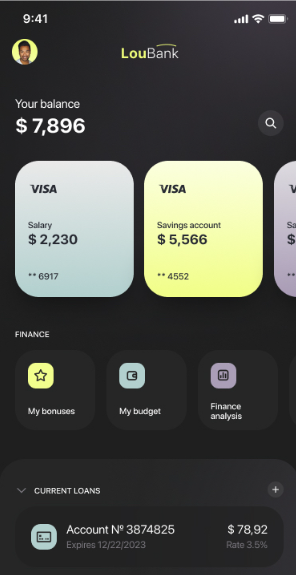 9:41
LouBank
Your balance
$ 7,896
VISA
Salary
$ 2,230
** 6917
VISA
Savings account
$ 5,566
** 4552
V
Sa
$
**
FINANCE
My bonuses
My budget
Finance
analysis
CURRENT LOANS
Account Nº 3874825
$ 78,92
Expires 12/22/2023
Rate 3.5%